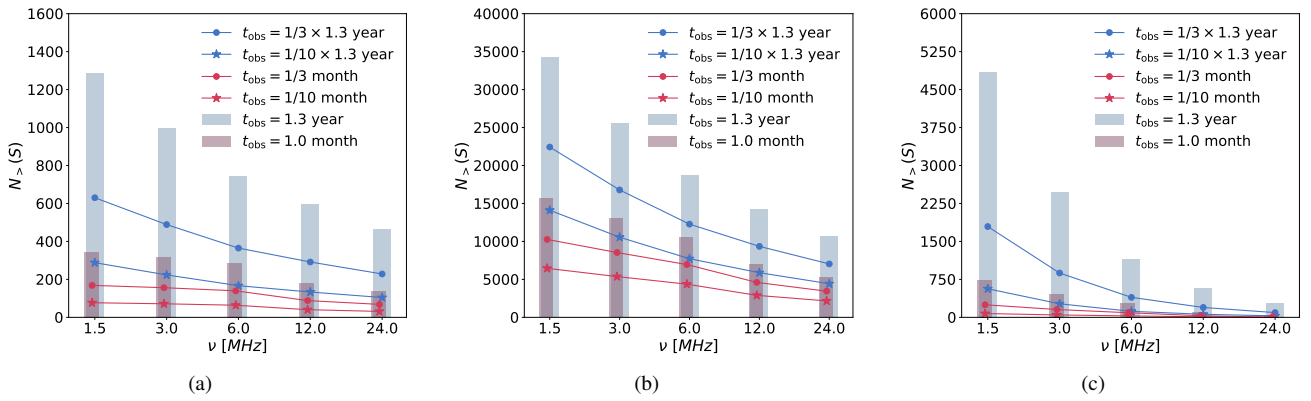 1600
1400
1200
1000
800
600
400
200
0
N_>(S)
1.5 3.0 6.0 12.0 24.0
ν [MHz]
t_obs = 1/3 × 1.3 year
t_obs = 1/10 × 1.3 year
t_obs = 1/3 month
t_obs = 1/10 month
t_obs = 1.3 year
t_obs = 1.0 month
(a)
40000
35000
30000
25000
20000
15000
10000
5000
0
N_>(S)
1.5 3.0 6.0 12.0 24.0
ν [MHz]
t_obs = 1/3 × 1.3 year
t_obs = 1/10 × 1.3 year
t_obs = 1/3 month
t_obs = 1/10 month
t_obs = 1.3 year
t_obs = 1.0 month
(b)
6000
5250
4500
3750
3000
2250
1500
750
0
N_>(S)
1.5 3.0 6.0 12.0 24.0
ν [MHz]
t_obs = 1/3 × 1.3 year
t_obs = 1/10 × 1.3 year
t_obs = 1/3 month
t_obs = 1/10 month
t_obs = 1.3 year
t_obs = 1.0 month
(c)